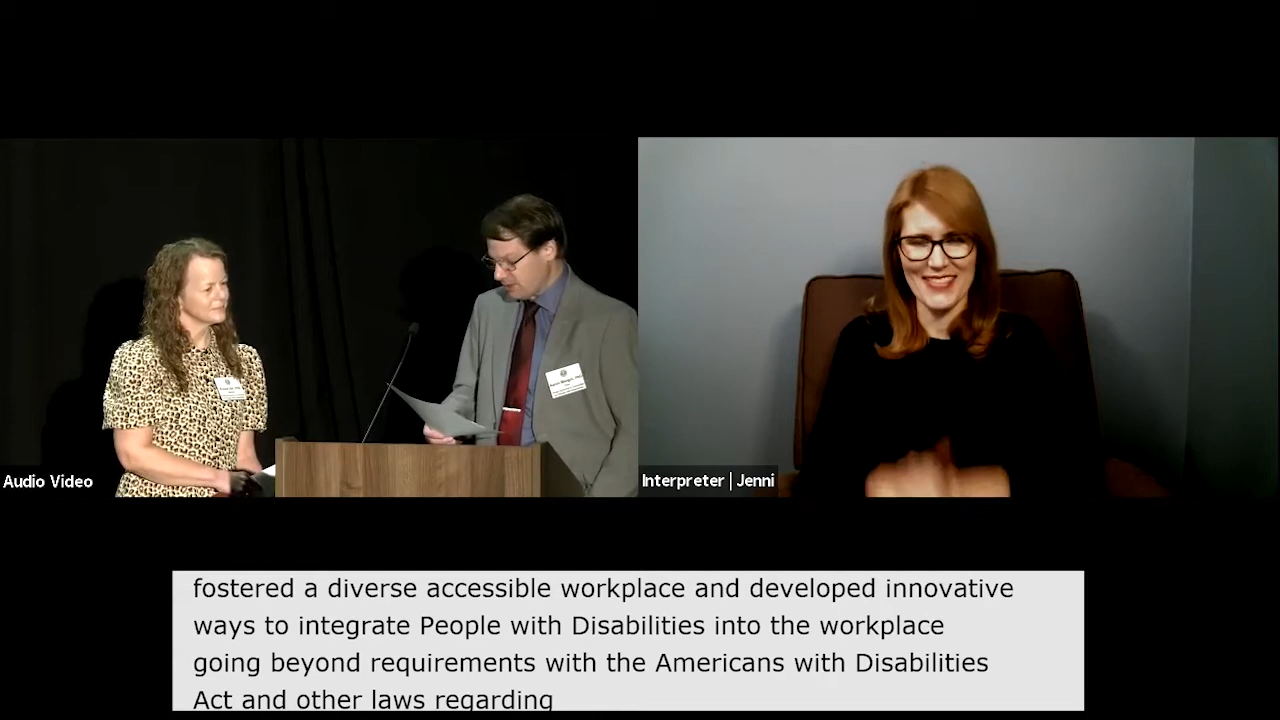 Audio Video
Interpreter | Jenni
fostered a diverse accessible workplace and developed innovative
ways to integrate People with Disabilities into the workplace
going beyond requirements with the Americans with Disabilities
Act and other laws regarding